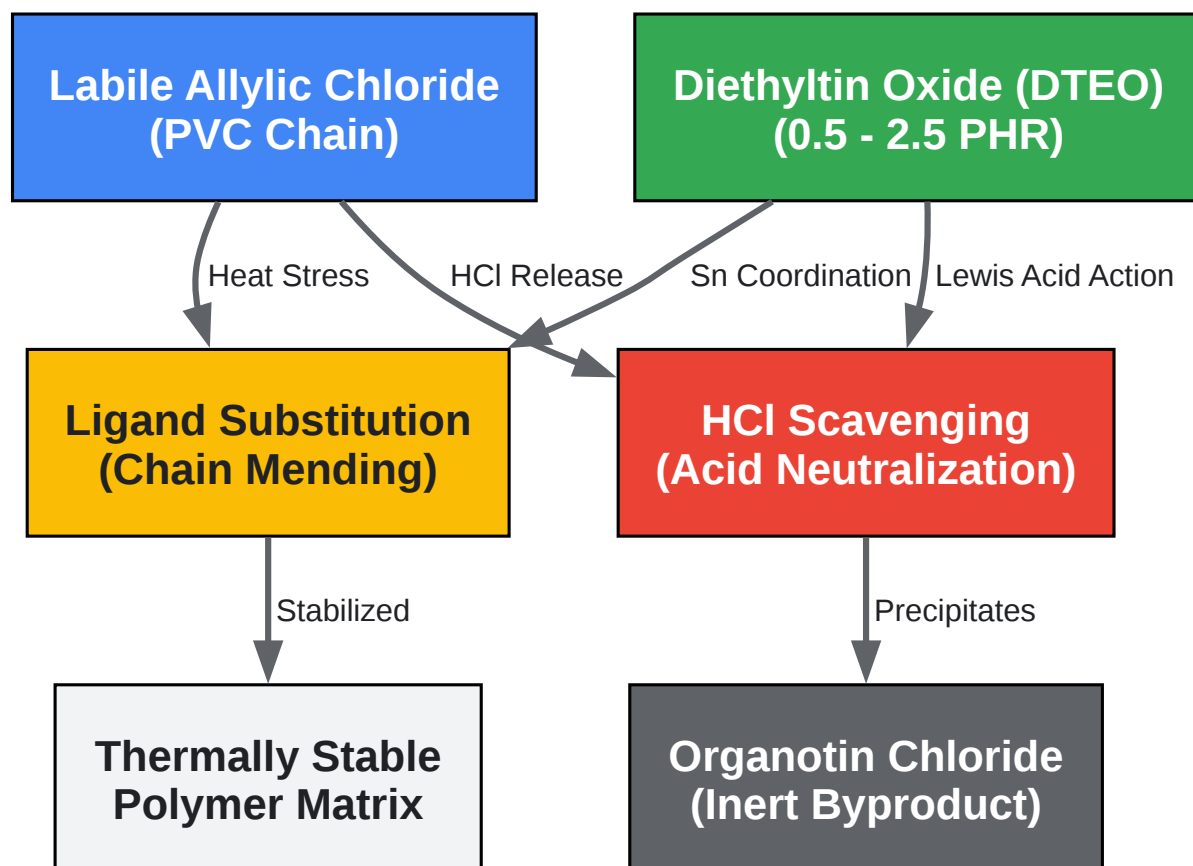 Labile Allylic Chloride
(PVC Chain)
Diethyltin Oxide (DTEO)
(0.5 - 2.5 PHR)
Heat Stress
HCl Release
Sn Coordination
Lewis Acid Action
Ligand Substitution
(Chain Mending)
HCl Scavenging
(Acid Neutralization)
Stabilized
Precipitates
Thermally Stable
Polymer Matrix
Organotin Chloride
(Inert Byproduct)